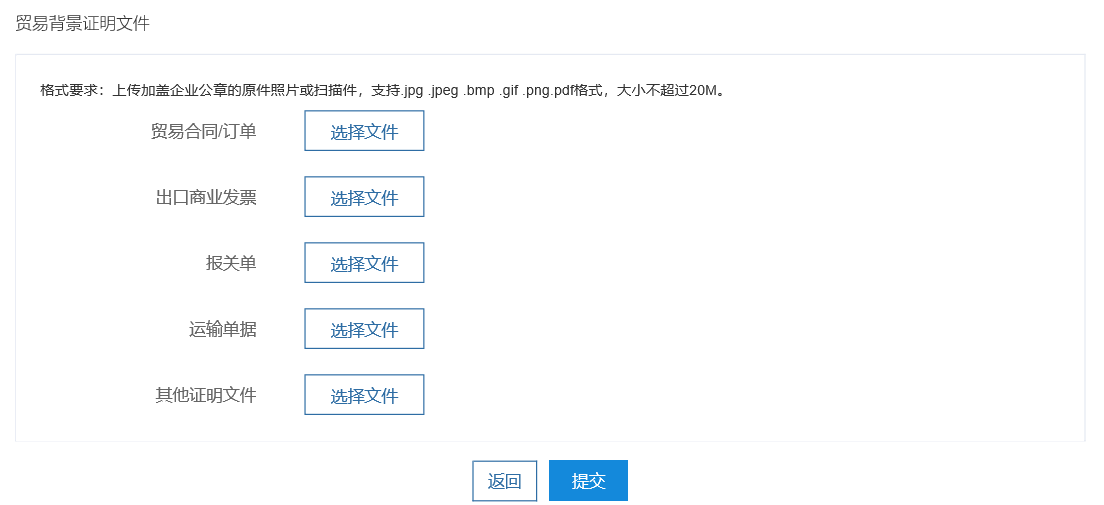 贸易背景证明文件
格式要求：上传加盖企业公章的原件照片或扫描件，支持.jpg .jpeg .bmp .gif .png.pdf格式，大小不超过20M。
贸易合同/订单 选择文件
出口商业发票 选择文件
报关单 选择文件
运输单据 选择文件
其他证明文件 选择文件
返回 提交